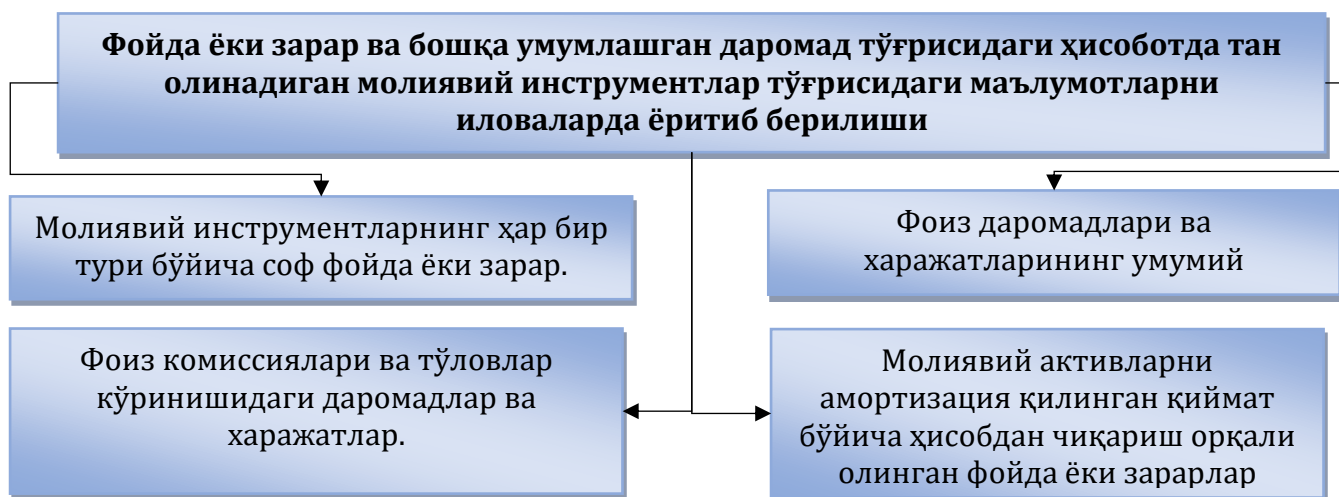 Фойда ёки зарар ва бошқа умумлашган даромад тўғрисидаги ҳисоботда тан
олинадиган молиявий инструментлар тўғрисидаги маълумотларни
иловаларда ёритиб берилиши
Молиявий инструментларнинг ҳар бир
тури бўйича соф фойда ёки зарар.
Фоиз даромадлари ва
харажатларининг умумий
Фоиз комиссиялари ва тўловлар
кўринишидаги даромадлар ва
харажатлар.
Молиявий активларни
амортизация қилинган қиймат
бўйича ҳисобдан чиқариш орқали
олинган фойда ёки зарарлар